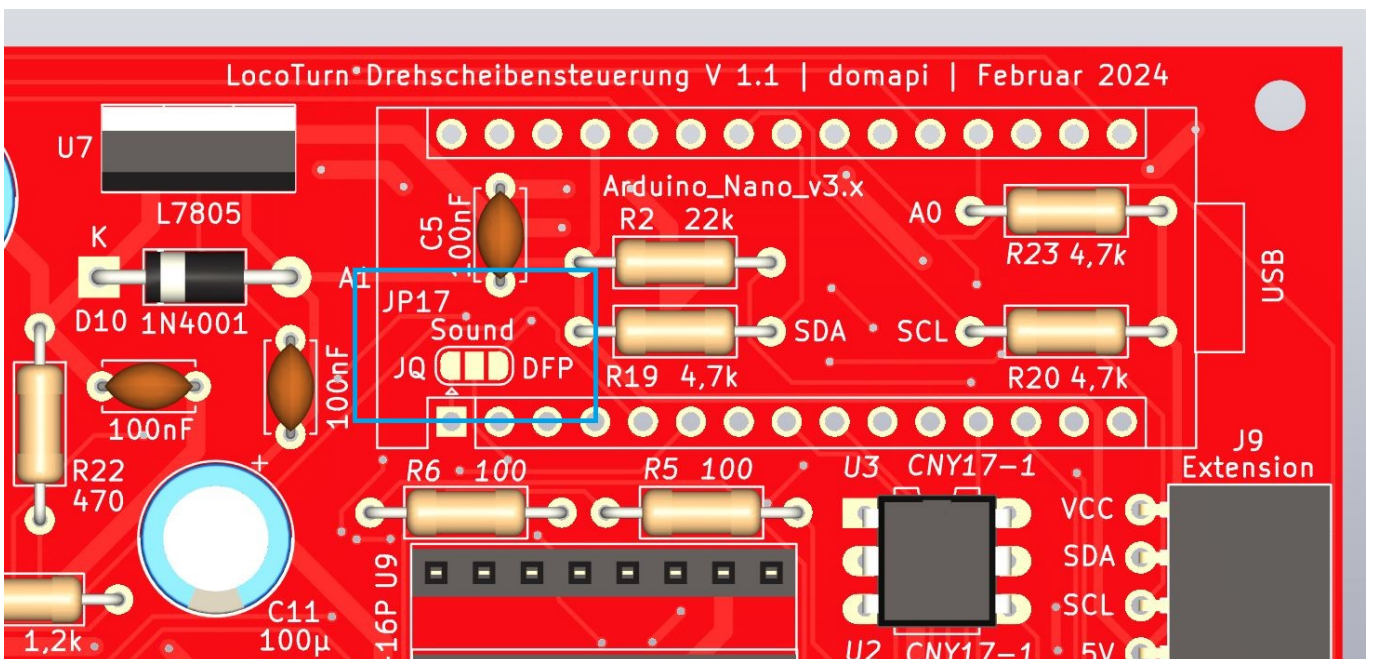 LocoTurn Drehscheibensteuerung V 1.1 | domapi | Februar 2024
U7
L7805
K
D10 1N4001
100nF
100nF
R22
470
C11
100µ
1,2k
+
C5
100nF
Arduino_Nano_v3.x
R2 22k
A0
R23 4,7k
USB
A1
JP17
Sound
JQ
DFP
SDA
SCL
R19 4,7k
R20 4,7k
R6 100
R5 100
U3 CNY17-1
J9
Extension
VCC
SDA
SCL
5V
-16P U9
U2 CNY17-1